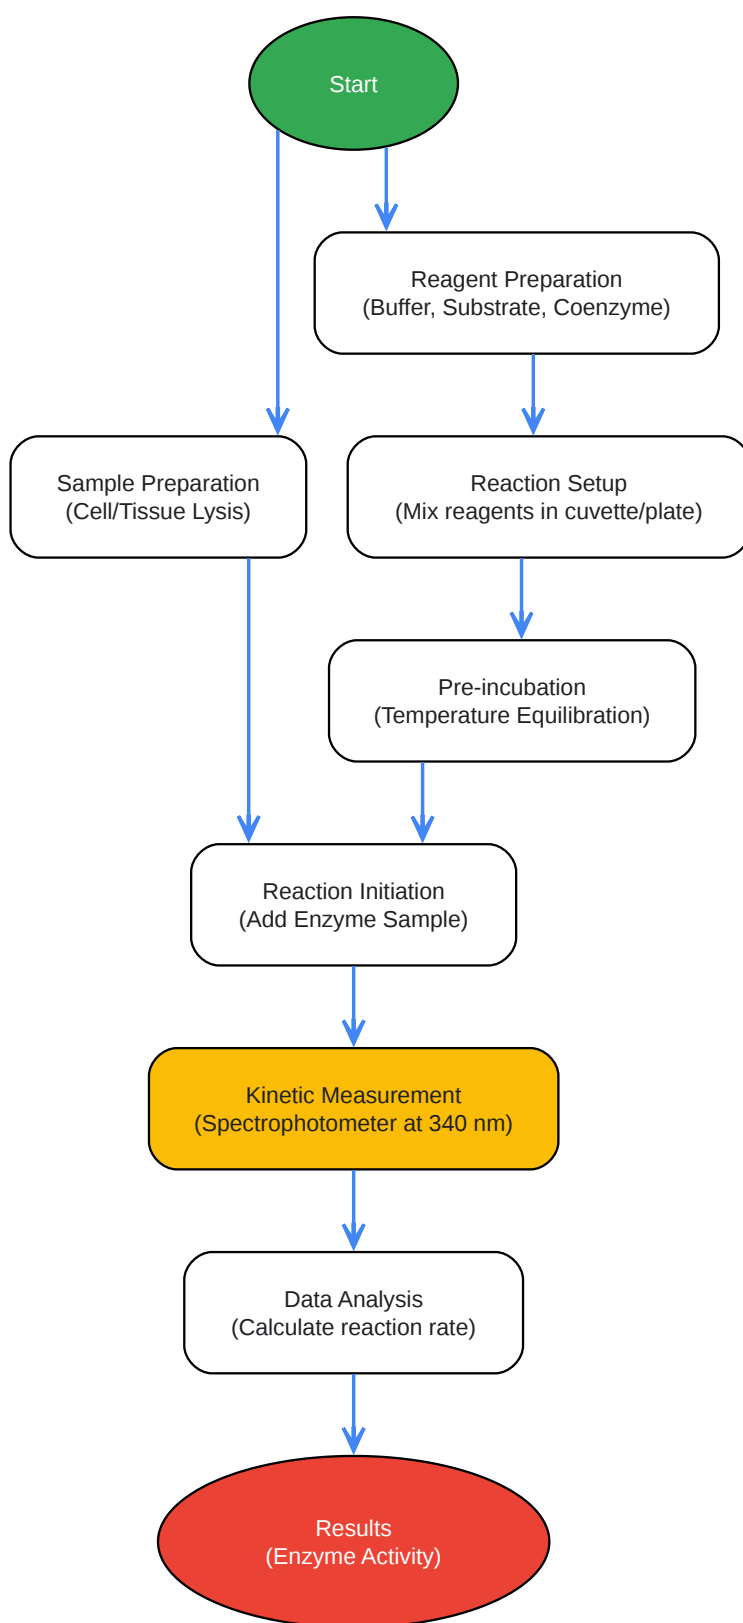 Start
Reagent Preparation
(Buffer, Substrate, Coenzyme)
Sample Preparation
(Cell/Tissue Lysis)
Reaction Setup
(Mix reagents in cuvette/plate)
Pre-incubation
(Temperature Equilibration)
Reaction Initiation
(Add Enzyme Sample)
Kinetic Measurement
(Spectrophotometer at 340 nm)
Data Analysis
(Calculate reaction rate)
Results
(Enzyme Activity)